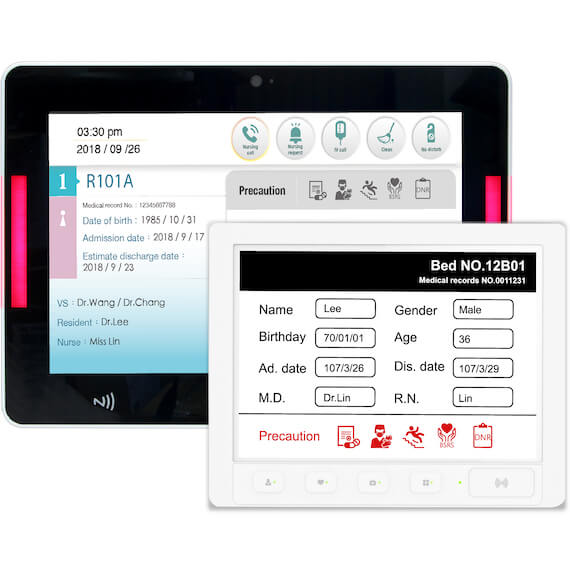 03:30 pm
2018 / 09 /26
Nursing call
Nursing request
IV call
Clean
No disturb
1 R101A
Medical record No. : 12345667788
Date of birth : 1985 / 10 / 31
Admission date : 2018 / 9 / 17
Estimate discharge date :
2018 / 9 / 23
VS : Dr.Wang / Dr.Chang
Resident : Dr.Lee
Nurse : Miss Lin
Precaution
BSRS
DNR
Bed NO.12B01
Medical records NO.0011231
Name Lee Gender Male
Birthday 70/01/01 Age 36
Ad. date 107/3/26 Dis. date 107/3/29
M.D. Dr.Lin R.N. Lin
Precaution BSRS DNR